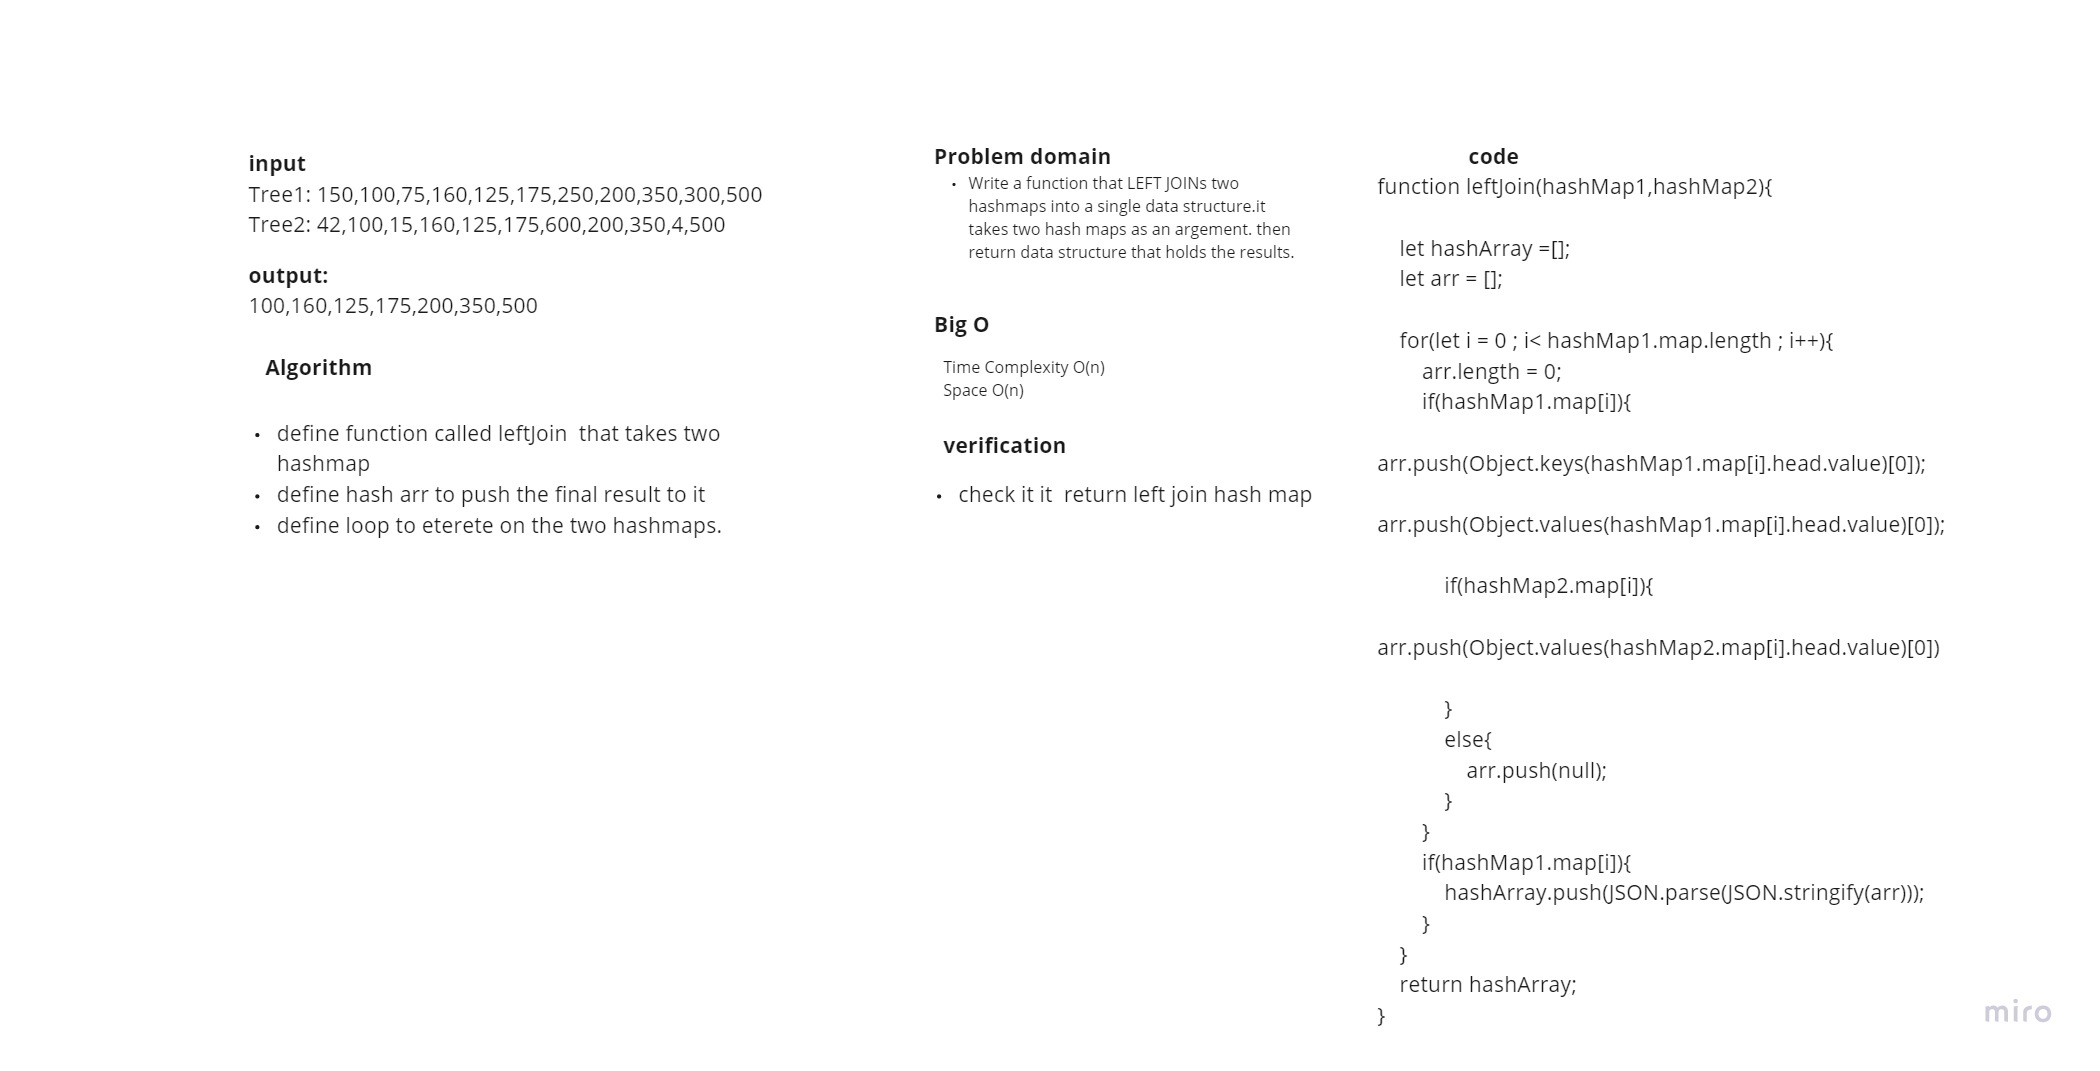 input
Tree1: 150,100,75,160,125,175,250,200,350,300,500
Tree2: 42,100,15,160,125,175,600,200,350,4,500
output:
100,160,125,175,200,350,500
Algorithm
• define function called leftJoin  that takes two
hashmap
• define hash arr to push the final result to it
• define loop to eterete on the two hashmaps.
Problem domain
• Write a function that LEFT JOINs two
hashmaps into a single data structure.it
takes two hash maps as an argement. then
return data structure that holds the results.
Big O
Time Complexity O(n)
Space O(n)
verification
• check it it  return left join hash map
code
function leftJoin(hashMap1,hashMap2){
let hashArray =[];
let arr = [];
for(let i = 0 ; i< hashMap1.map.length ; i++){
arr.length = 0;
if(hashMap1.map[i]){
arr.push(Object.keys(hashMap1.map[i].head.value)[0]);
arr.push(Object.values(hashMap1.map[i].head.value)[0]);
if(hashMap2.map[i]){
arr.push(Object.values(hashMap2.map[i].head.value)[0])
}
else{
arr.push(null);
}
}
if(hashMap1.map[i]){
hashArray.push(JSON.parse(JSON.stringify(arr)));
}
}
return hashArray;
}
miro